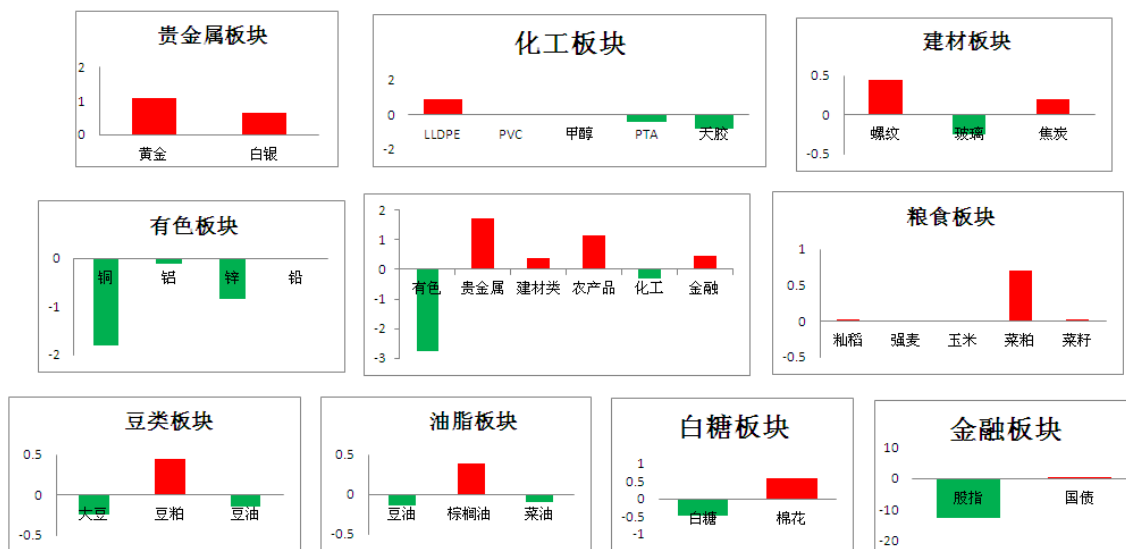 贵金属板块
2
1
0
黄金 白银
化工板块
2
0
-2
LLDPE PVC 甲醇 PTA 天胶
建材板块
0.5
0
-0.5
螺纹 玻璃 焦炭
有色板块
0
-1
-2
铜 铝 锌 铅
2
1
0
-1
-2
-3
有色 贵金属 建材类 农产品 化工 金融
粮食板块
1
0.5
0
-0.5
籼稻 强麦 玉米 菜粕 菜籽
豆类板块
0.5
0
-0.5
大豆 豆粕 豆油
油脂板块
0.5
0
-0.5
豆油 棕榈油 菜油
白糖板块
1
0.5
0
-0.5
-1
白糖 棉花
金融板块
10
0
-10
-20
股指 国债